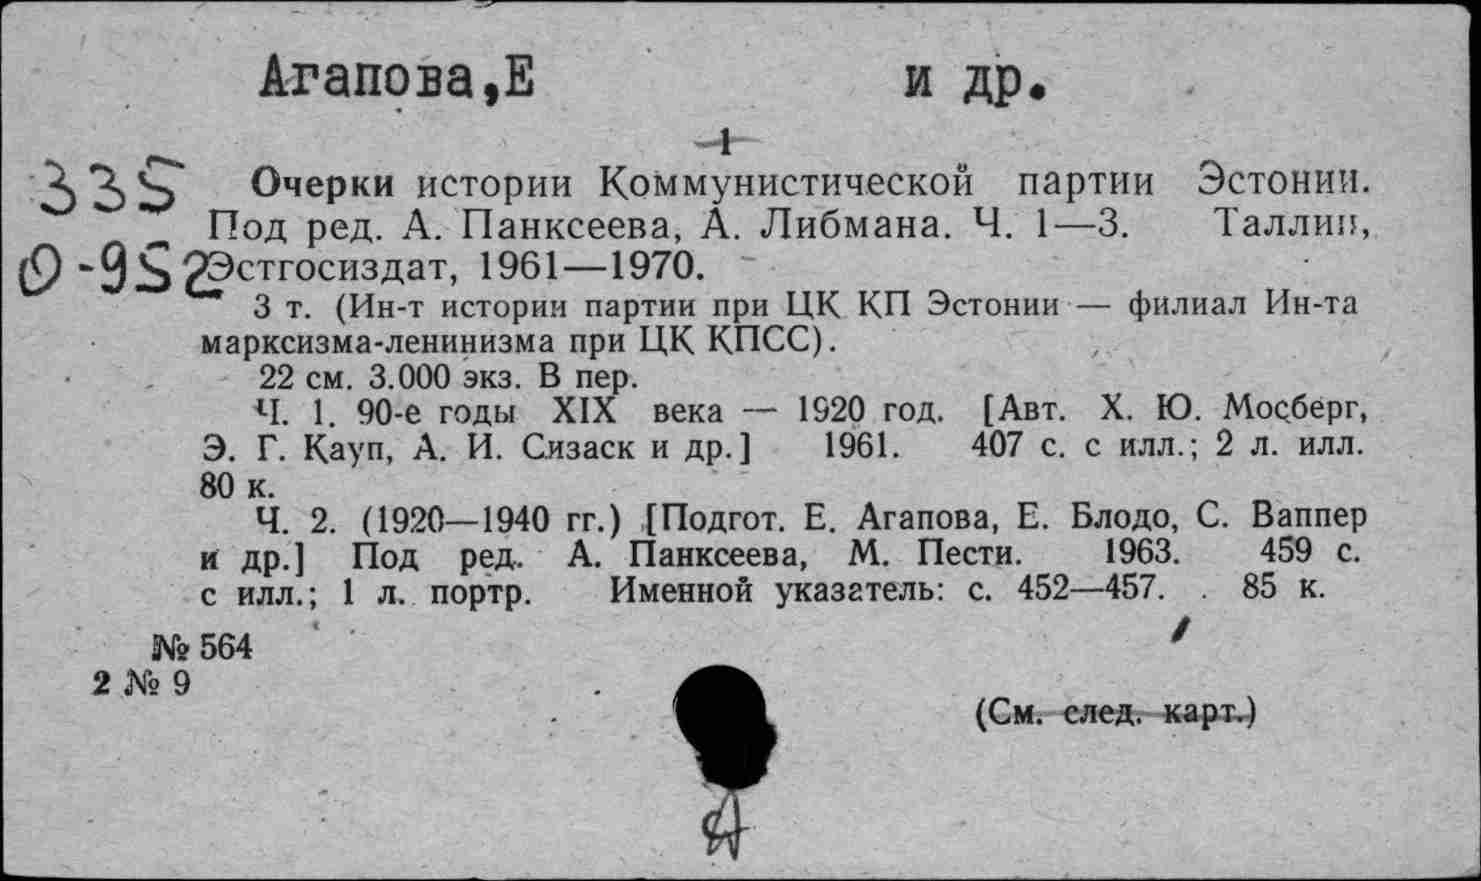 Агапова,Е и др.
1
33S Очерки истории Коммунистической партии Эстонии.
Под ред. А. Панксеева, А. Либмана. Ч. 1—3. Таллин,
О-952 Эстгосиздат, 1961—1970.
3 т. (Ин-т истории партии при ЦК КП Эстонии — филиал Ин-та
марксизма-ленинизма при ЦК КПСС).
22 см. 3.000 экз. В пер.
Ч. 1. 90-е годы XIX века — 1920 год. [Авт. Х. Ю. Мосберг,
Э. Г. Кауп, А. И. Сизаск и др.] 1961. 407 с. с илл.; 2 л. илл.
80 к.
Ч. 2. (1920—1940 гг.) [Подгот. Е. Агапова, Е. Блодо, С. Ваппер
и др.] Под ред. А. Панксеева, М. Пести. 1963. 459 с.
с илл.; 1 л. портр. Именной указатель: с. 452—457. 85 к.
№ 564
2 № 9
(См. след. карт.)